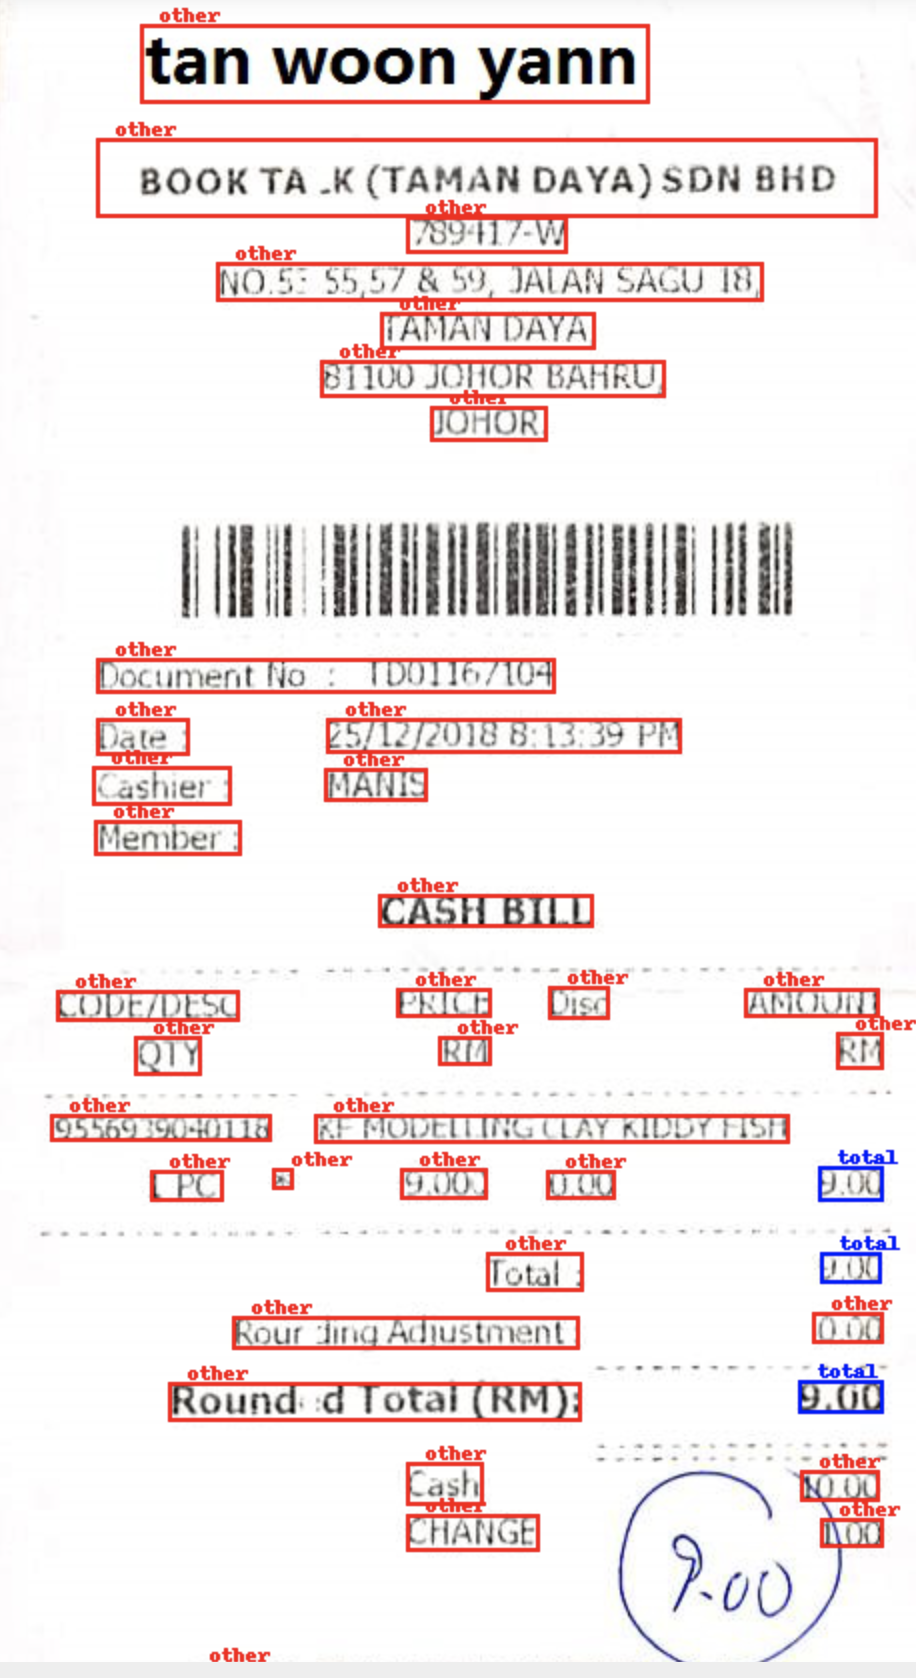 other
tan woon yann
other
BOOK TA .K (TAMAN DAYA) SDN BHD
other
789417-W
other
NO.5 55,57 & 59, JALAN SAGU 18,
other
TAMAN DAYA
other
81100 JOHOR BAHRU,
other
JOHOR
other
Document No : TD01167104
other other
Date : 25/12/2018 8:13:39 PM
other other
Cashier : MANIS
other
Member :
other
CASH BILL
other other other other
CODE/DESC PRICE Disc AMOUNT
other other other
QTY RM RM
other other
KF MODELLING CLAY KIDDY FISH
other other other other total
1 PC * 9.00 0.00 9.00
other total
Total : 9.00
other other
Rour ding Adjustment 0.00
other total
Round d Total (RM): 9.00
other other
Cash 10.00
other other
CHANGE 1.00
9.00
other